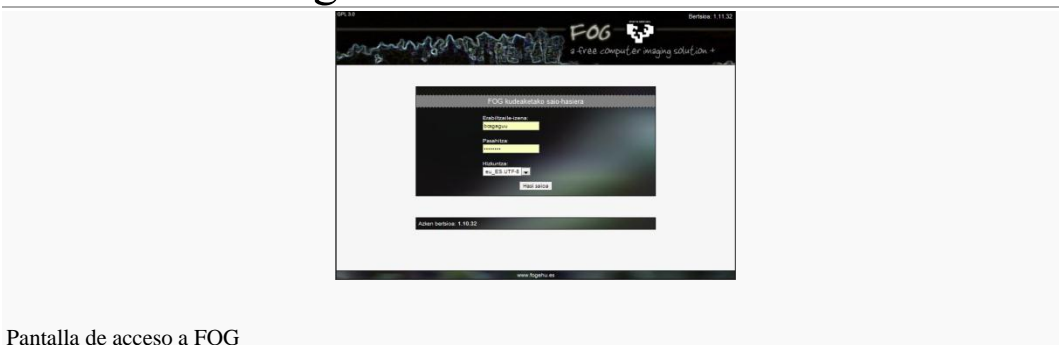 GPL 3.0
Bertsioa: 1.11.32
FOG
a free computer imaging solution
FOG kudeaketako saio-hasiera
Erabiltzaile-izena:
Pasahitza:
Hizkuntza:
eu_ES.UTF-8
Hasi saioa
Azken bertsioa: 1.10.32
www.fogehu.es
Pantalla de acceso a FOG